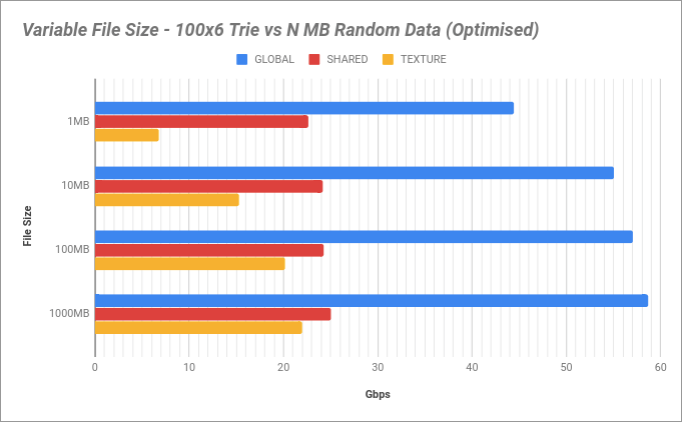 Variable File Size - 100x6 Trie vs N MB Random Data (Optimised)
GLOBAL SHARED TEXTURE
1MB
10MB
100MB
1000MB
File Size
0 10 20 30 40 50 60
Gbps